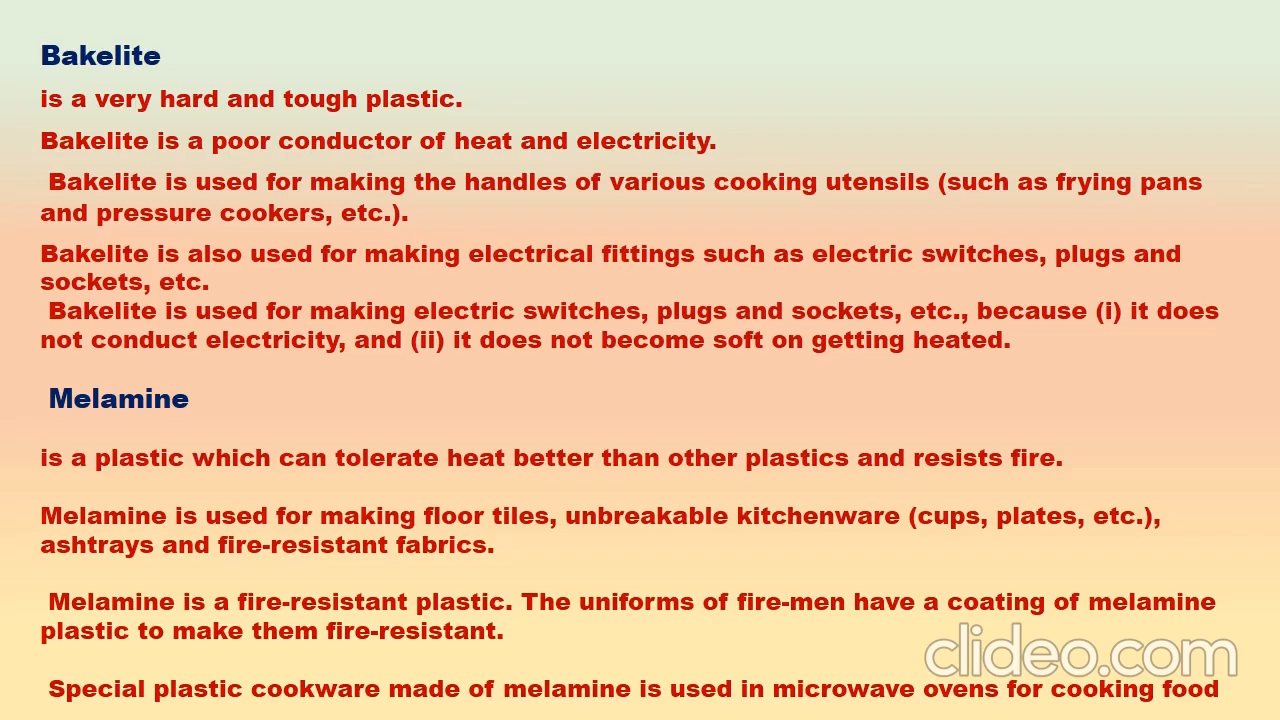 Bakelite
is a very hard and tough plastic.
Bakelite is a poor conductor of heat and electricity.
Bakelite is used for making the handles of various cooking utensils (such as frying pans
and pressure cookers, etc.).
Bakelite is also used for making electrical fittings such as electric switches, plugs and
sockets, etc.
Bakelite is used for making electric switches, plugs and sockets, etc., because (i) it does
not conduct electricity, and (ii) it does not become soft on getting heated.
Melamine
is a plastic which can tolerate heat better than other plastics and resists fire.
Melamine is used for making floor tiles, unbreakable kitchenware (cups, plates, etc.),
ashtrays and fire-resistant fabrics.
Melamine is a fire-resistant plastic. The uniforms of fire-men have a coating of melamine
plastic to make them fire-resistant.
clideo.com
Special plastic cookware made of melamine is used in microwave ovens for cooking food